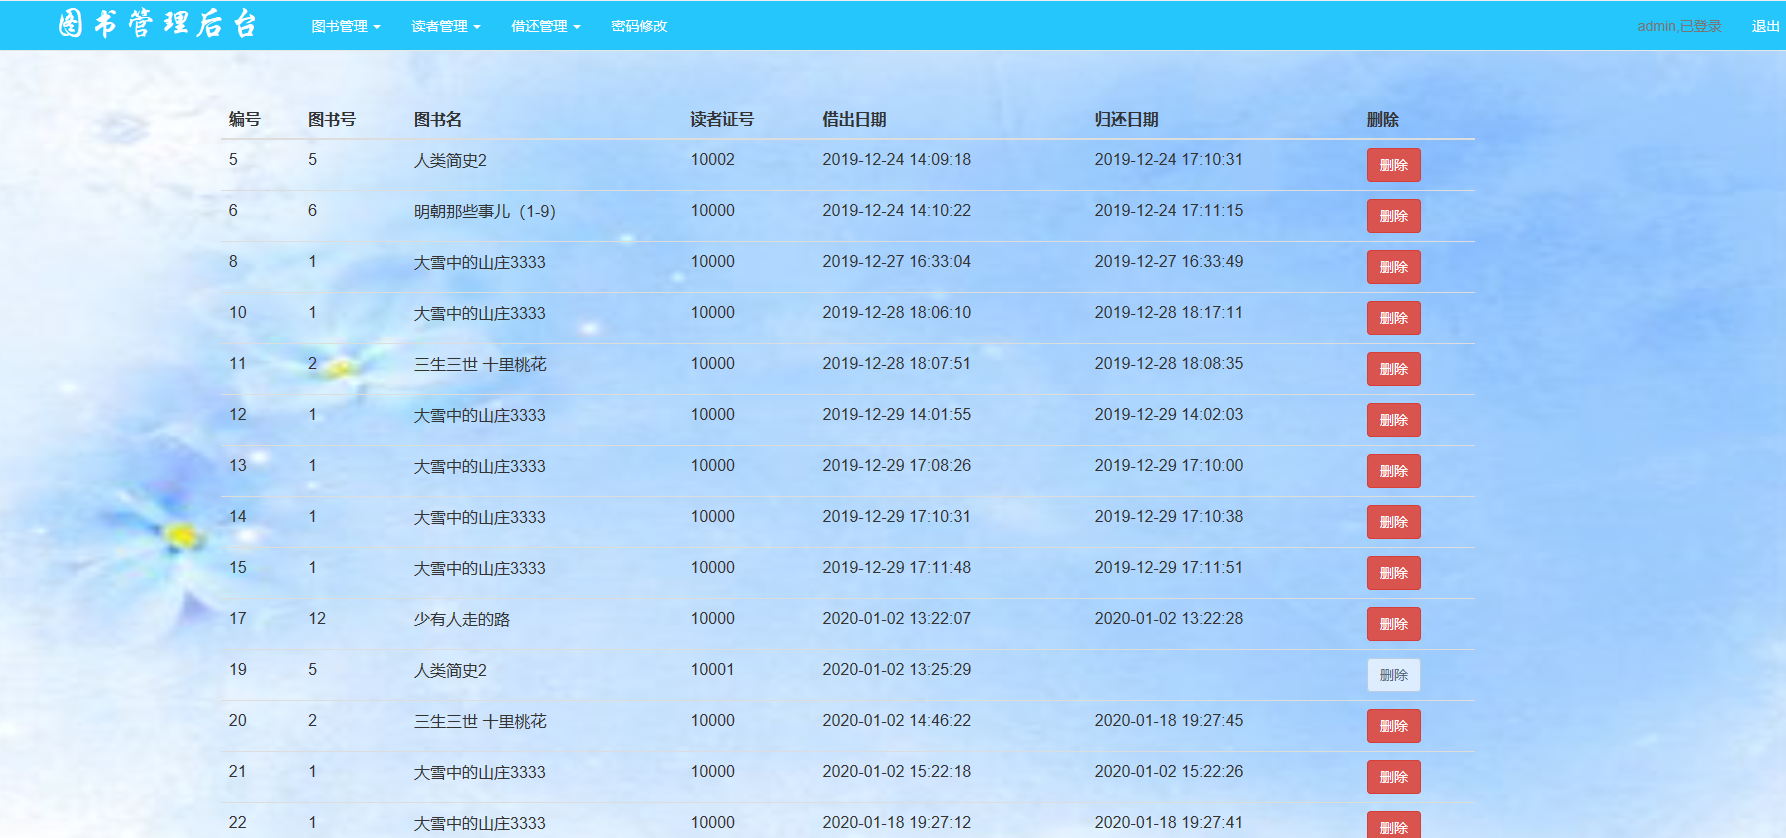 图书管理后台 图书管理 读者管理 借还管理 密码修改 admin,已登录 退出
编号 图书号 图书名 读者证号 借出日期 归还日期 删除
5 5 人类简史2 10002 2019-12-24 14:09:18 2019-12-24 17:10:31 删除
6 6 明朝那些事儿（1-9） 10000 2019-12-24 14:10:22 2019-12-24 17:11:15 删除
8 1 大雪中的山庄3333 10000 2019-12-27 16:33:04 2019-12-27 16:33:49 删除
10 1 大雪中的山庄3333 10000 2019-12-28 18:06:10 2019-12-28 18:17:11 删除
11 2 三生三世 十里桃花 10000 2019-12-28 18:07:51 2019-12-28 18:08:35 删除
12 1 大雪中的山庄3333 10000 2019-12-29 14:01:55 2019-12-29 14:02:03 删除
13 1 大雪中的山庄3333 10000 2019-12-29 17:08:26 2019-12-29 17:10:00 删除
14 1 大雪中的山庄3333 10000 2019-12-29 17:10:31 2019-12-29 17:10:38 删除
15 1 大雪中的山庄3333 10000 2019-12-29 17:11:48 2019-12-29 17:11:51 删除
17 12 少有人走的路 10000 2020-01-02 13:22:07 2020-01-02 13:22:28 删除
19 5 人类简史2 10001 2020-01-02 13:25:29 删除
20 2 三生三世 十里桃花 10000 2020-01-02 14:46:22 2020-01-18 19:27:45 删除
21 1 大雪中的山庄3333 10000 2020-01-02 15:22:18 2020-01-02 15:22:26 删除
22 1 大雪中的山庄3333 10000 2020-01-18 19:27:12 2020-01-18 19:27:41 删除